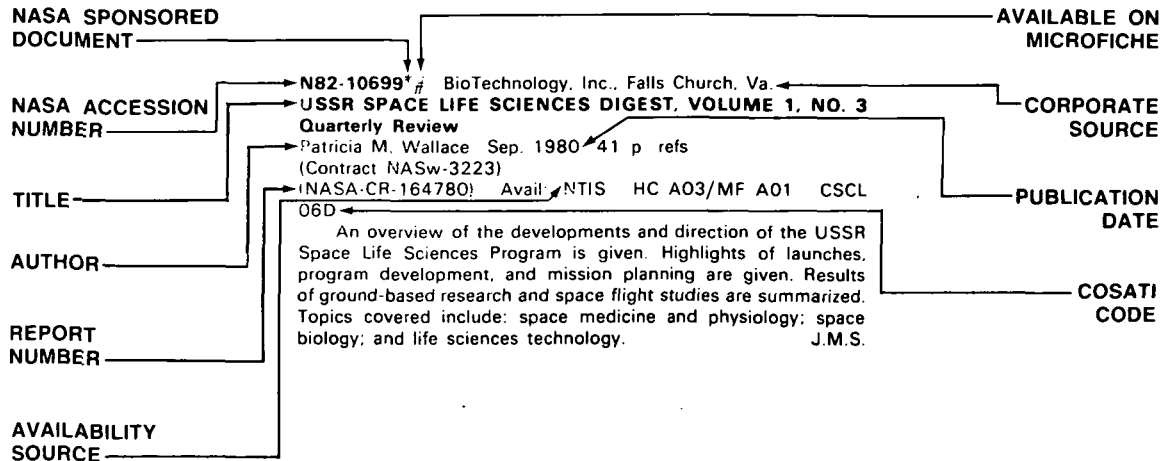 NASA SPONSORED
DOCUMENT
AVAILABLE ON
MICROFICHE
N82-10699*# BioTechnology, Inc., Falls Church, Va.
NASA ACCESSION
NUMBER
USSR SPACE LIFE SCIENCES DIGEST, VOLUME 1, NO. 3
Quarterly Review
CORPORATE
SOURCE
Patricia M. Wallace Sep. 1980 41 p refs
(Contract NASw-3223)
TITLE
(NASA-CR-164780) Avail: NTIS HC A03/MF A01 CSCL
06D
PUBLICATION
DATE
An overview of the developments and direction of the USSR
Space Life Sciences Program is given. Highlights of launches,
program development, and mission planning are given. Results
of ground-based research and space flight studies are summarized.
Topics covered include: space medicine and physiology; space
biology; and life sciences technology. J.M.S.
AUTHOR
COSATI
CODE
REPORT
NUMBER
AVAILABILITY
SOURCE